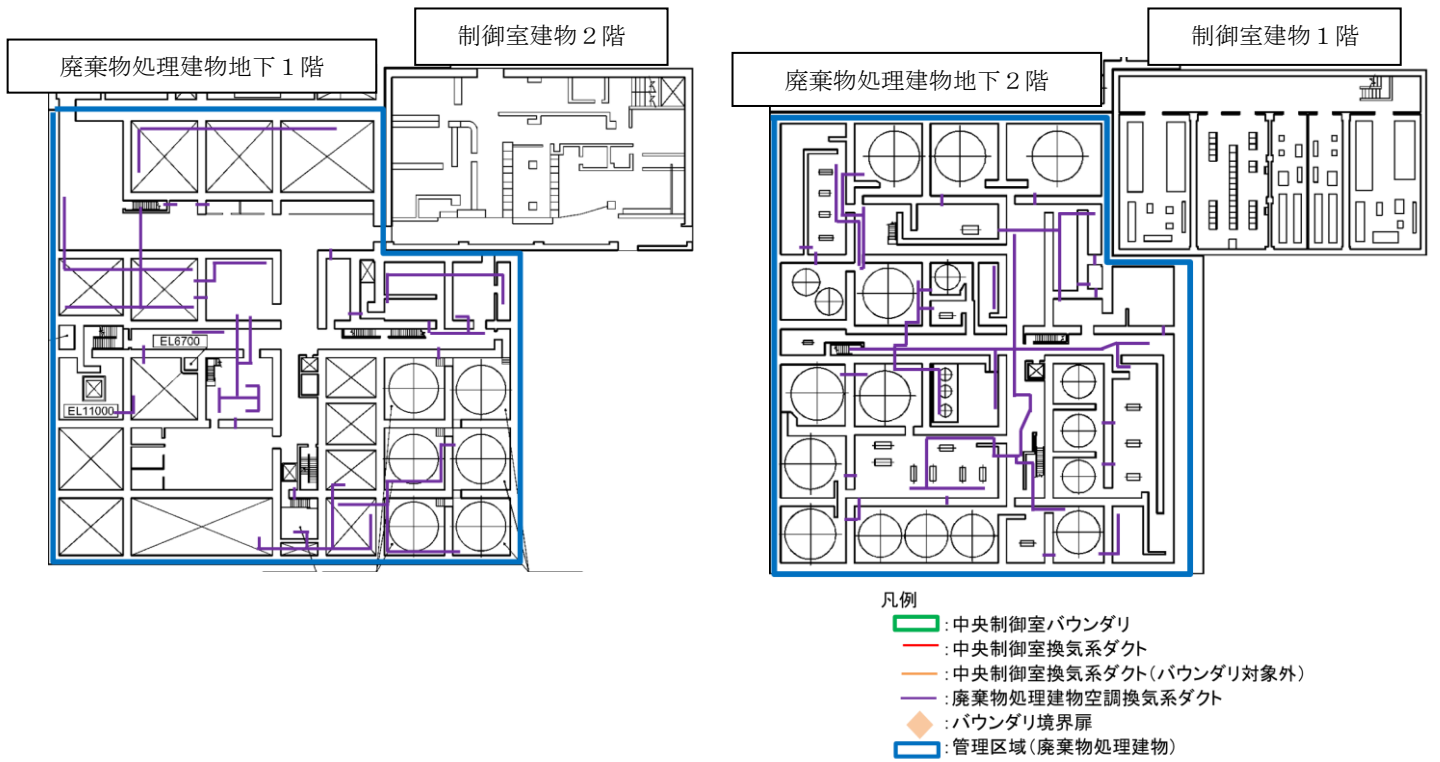 廃棄物処理建物地下１階
制御室建物２階
廃棄物処理建物地下２階
制御室建物１階
EL6700
EL11000
凡例
：中央制御室バウンダリ
：中央制御室換気系ダクト
：中央制御室換気系ダクト（バウンダリ対象外）
：廃棄物処理建物空調換気系ダクト
：バウンダリ境界扉
：管理区域（廃棄物処理建物）